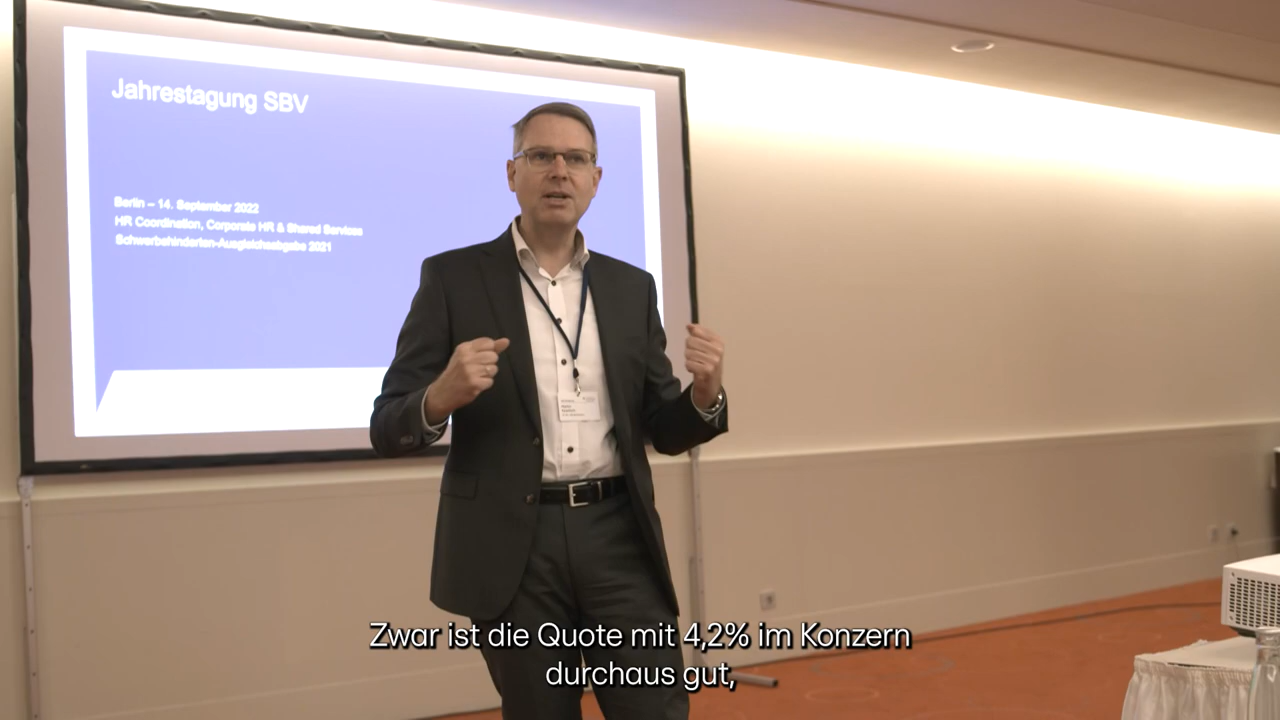 Jahrestagung SBV
Berlin – 14. September 2022
HR Coordination, Corporate HR & Shared Services
Schwerbehinderten-Ausgleichsabgabe 2021
Zwar ist die Quote mit 4,2% im Konzern
durchaus gut,